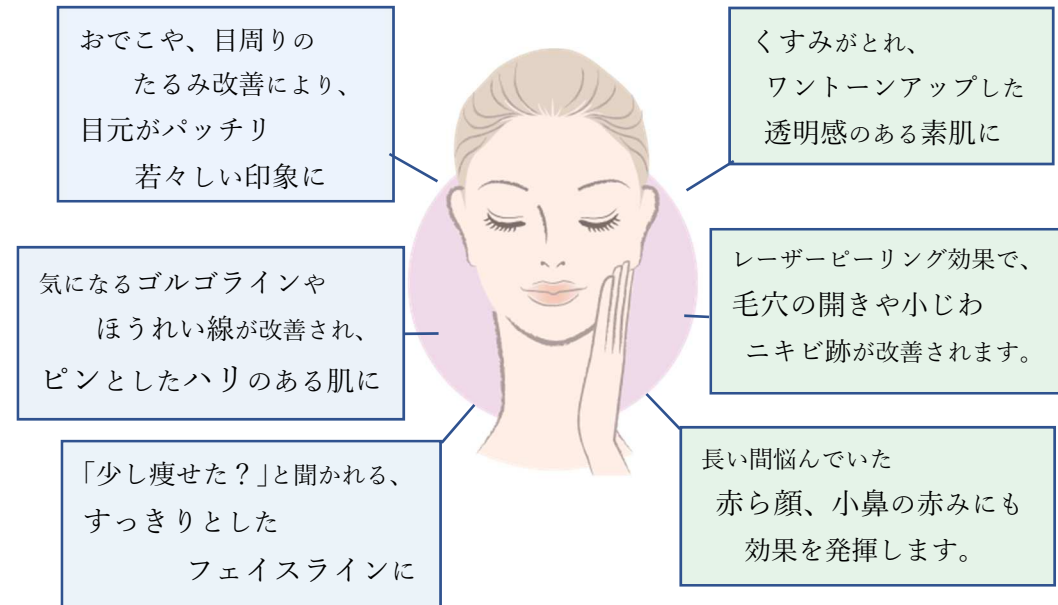 おでこや、目周りの
たるみ改善により、
目元がパッチリ
若々しい印象に
気になるゴルゴラインや
ほうれい線が改善され、
ピンとしたハリのある肌に
「少し痩せた？」と聞かれる、
すっきりとした
フェイスラインに
くすみがとれ、
ワントーンアップした
透明感のある素肌に
レーザーピーリング効果で、
毛穴の開きや小じわ
ニキビ跡が改善されます。
長い間悩んでいた
赤ら顔、小鼻の赤みにも
効果を発揮します。